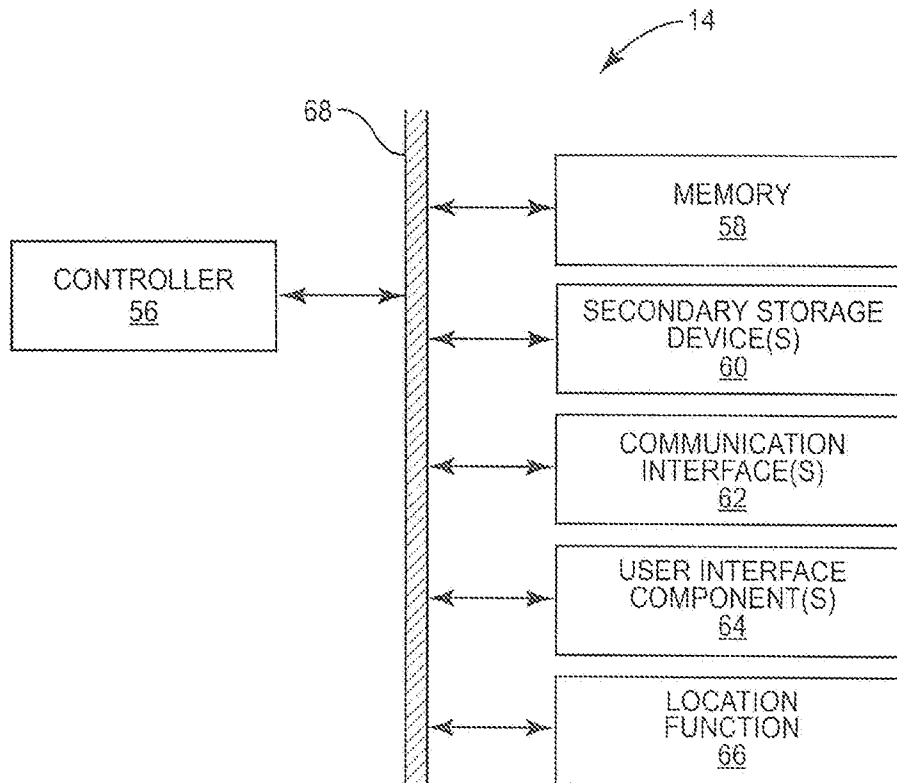 14
68
MEMORY
58
CONTROLLER
56
SECONDARY STORAGE
DEVICE(S)
60
COMMUNICATION
INTERFACE(S)
62
USER INTERFACE
COMPONENT(S)
64
LOCATION
FUNCTION
66